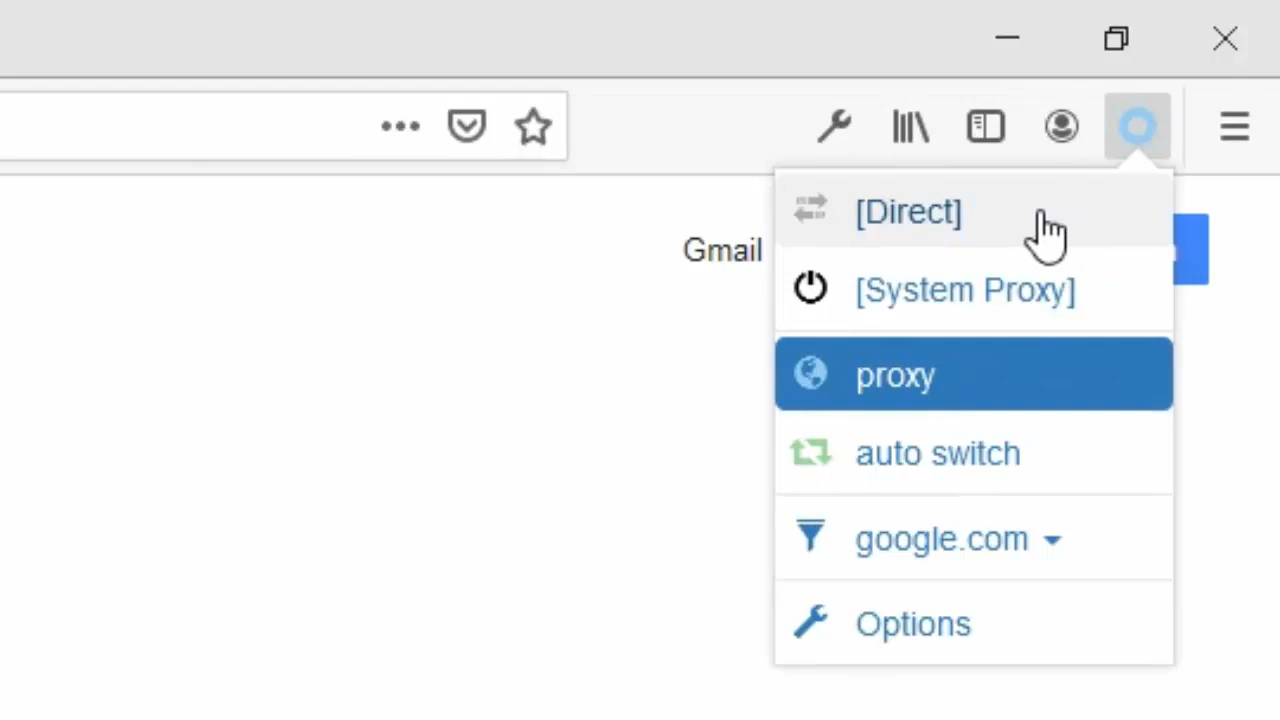 Gmail
[Direct]
[System Proxy]
proxy
auto switch
google.com
Options